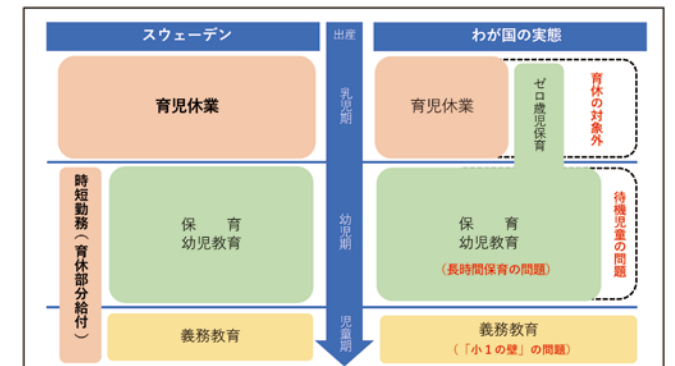 スウェーデン
出産
わが国の実態
育児休業
乳児期
育児休業
ゼロ歳児保育
育休の対象外
時短勤務(育休部分給付)
保 育
幼児教育
幼児期
保 育
幼児教育
(長時間保育の問題)
待機児童の問題
義務教育
児童期
義務教育
(「小1の壁」の問題)